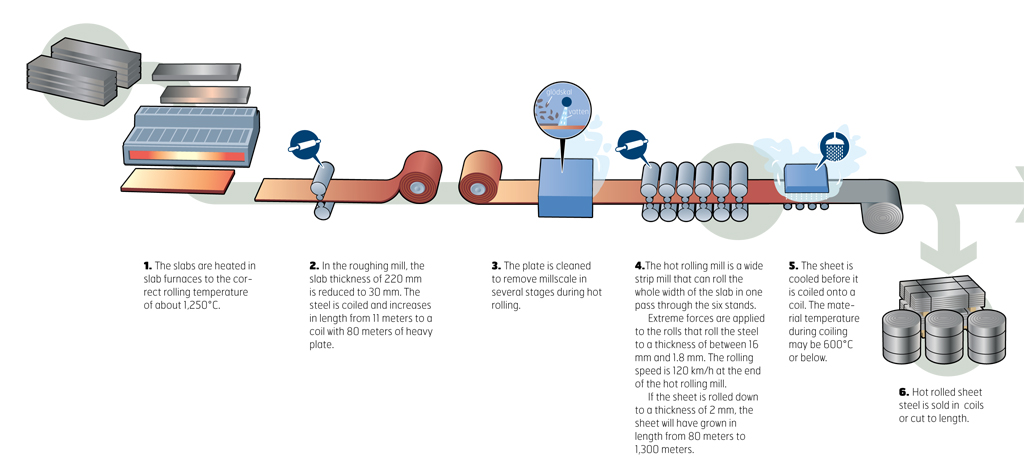 glödskal
vatten
1. The slabs are heated in
slab furnaces to the cor-
rect rolling temperature
of about 1,250°C.
2. In the roughing mill, the
slab thickness of 220 mm
is reduced to 30 mm. The
steel is coiled and increases
in length from 11 meters to a
coil with 80 meters of heavy
plate.
3. The plate is cleaned
to remove millscale in
several stages during hot
rolling.
4.The hot rolling mill is a wide
strip mill that can roll the
whole width of the slab in one
pass through the six stands.
Extreme forces are applied
to the rolls that roll the steel
to a thickness of between 16
mm and 1.8 mm. The rolling
speed is 120 km/h at the end
of the hot rolling mill.
If the sheet is rolled down
to a thickness of 2 mm, the
sheet will have grown in
length from 80 meters to
1,300 meters.
5. The sheet is
cooled before it
is coiled onto a
coil. The mate-
rial temperature
during coiling
may be 600°C
or below.
6. Hot rolled sheet
steel is sold in coils
or cut to length.